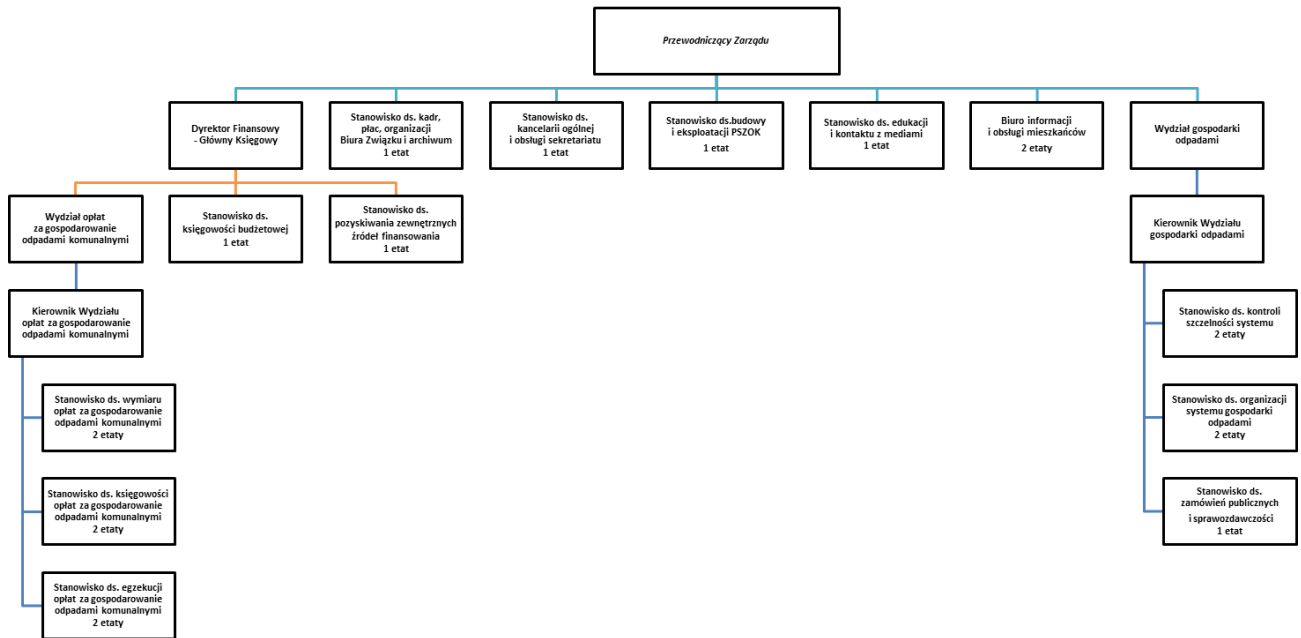 Przewodniczący Zarządu
Dyrektor Finansowy
- Główny Księgowy
Stanowisko ds. kadr,
płac, organizacji
Biura Związku i archiwum
1 etat
Stanowisko ds.
kancelarii ogólnej
i obsługi sekretariatu
1 etat
Stanowisko ds.budowy
i eksploatacji PSZOK
1 etat
Stanowisko ds. edukacji
i kontaktu z mediami
1 etat
Biuro informacji
i obsługi mieszkańców
2 etaty
Wydział gospodarki
odpadami
Wydział opłat
za gospodarowanie
odpadami komunalnymi
Stanowisko ds.
księgowości budżetowej
1 etat
Stanowisko ds.
pozyskiwania zewnętrznych
źródeł finansowania
1 etat
Kierownik Wydziału
gospodarki odpadami
Kierownik Wydziału
opłat za gospodarowanie
odpadami komunalnymi
Stanowisko ds. kontroli
szczelności systemu
2 etaty
Stanowisko ds. wymiaru
opłat za gospodarowanie
odpadami komunalnymi
2 etaty
Stanowisko ds. organizacji
systemu gospodarki
odpadami
2 etaty
Stanowisko ds. księgowości
opłat za gospodarowanie
odpadami komunalnymi
2 etaty
Stanowisko ds.
zamówień publicznych
i sprawozdawczości
1 etat
Stanowisko ds. egzekucji
opłat za gospodarowanie
odpadami komunalnymi
2 etaty